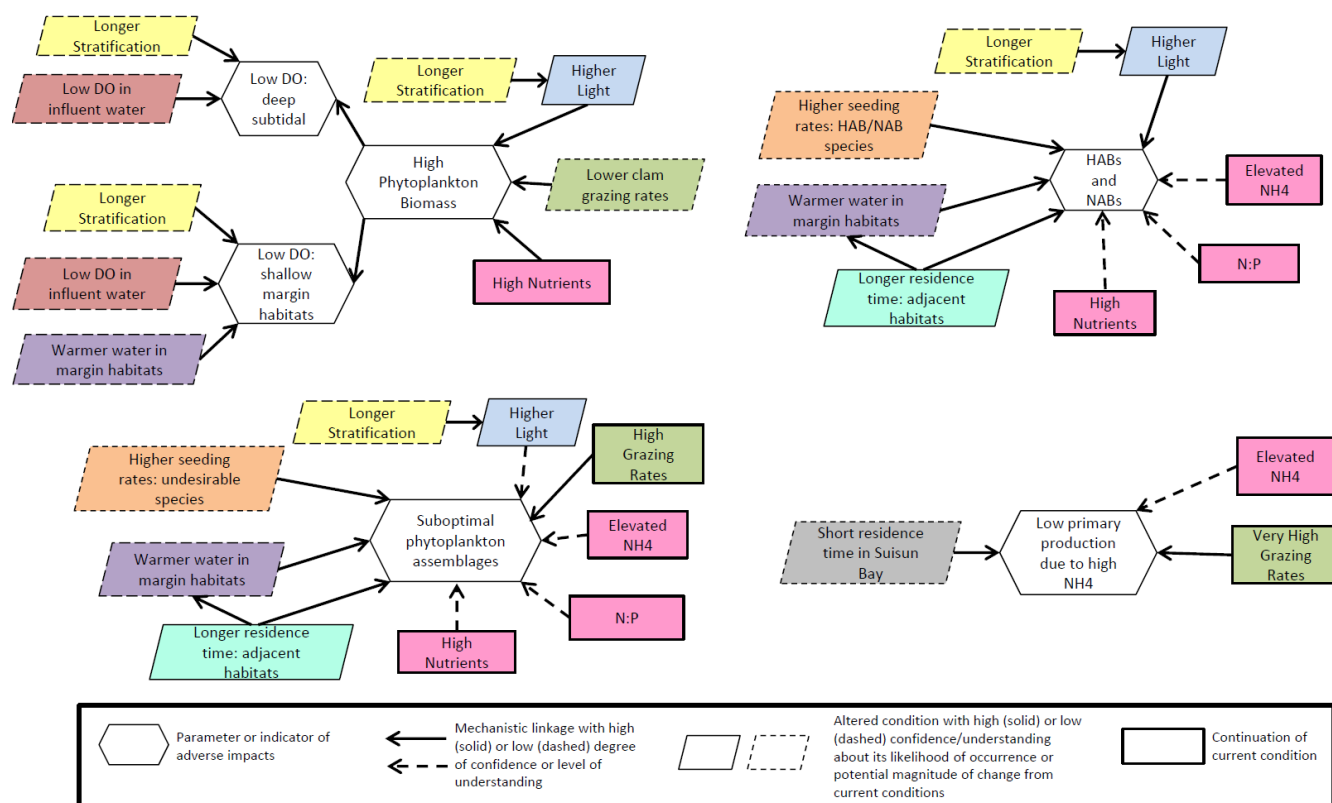 Longer
Stratification
Low DO in
influent water
Low DO:
deep
subtidal
Longer
Stratification
Higher
Light
High
Phytoplankton
Biomass
Lower clam
grazing rates
High Nutrients
Longer
Stratification
Low DO in
influent water
Warmer water in
margin habitats
Low DO:
shallow
margin
habitats
Longer
Stratification
Higher
Light
Higher seeding
rates: HAB/NAB
species
Warmer water in
margin habitats
Longer residence
time: adjacent
habitats
HABs
and
NABs
Elevated
NH4
N:P
High
Nutrients
Longer
Stratification
Higher
Light
High
Grazing
Rates
Higher seeding
rates: undesirable
species
Suboptimal
phytoplankton
assemblages
Elevated
NH4
Warmer water in
margin habitats
N:P
Longer residence
time: adjacent
habitats
High
Nutrients
Elevated
NH4
Short residence
time in Suisun
Bay
Low primary
production
due to high
NH4
Very High
Grazing
Rates
Parameter or indicator of
adverse impacts
Mechanistic linkage with high
(solid) or low (dashed) degree
of confidence or level of
understanding
Altered condition with high (solid) or low
(dashed) confidence/understanding
about its likelihood of occurrence or
potential magnitude of change from
current conditions
Continuation of
current condition